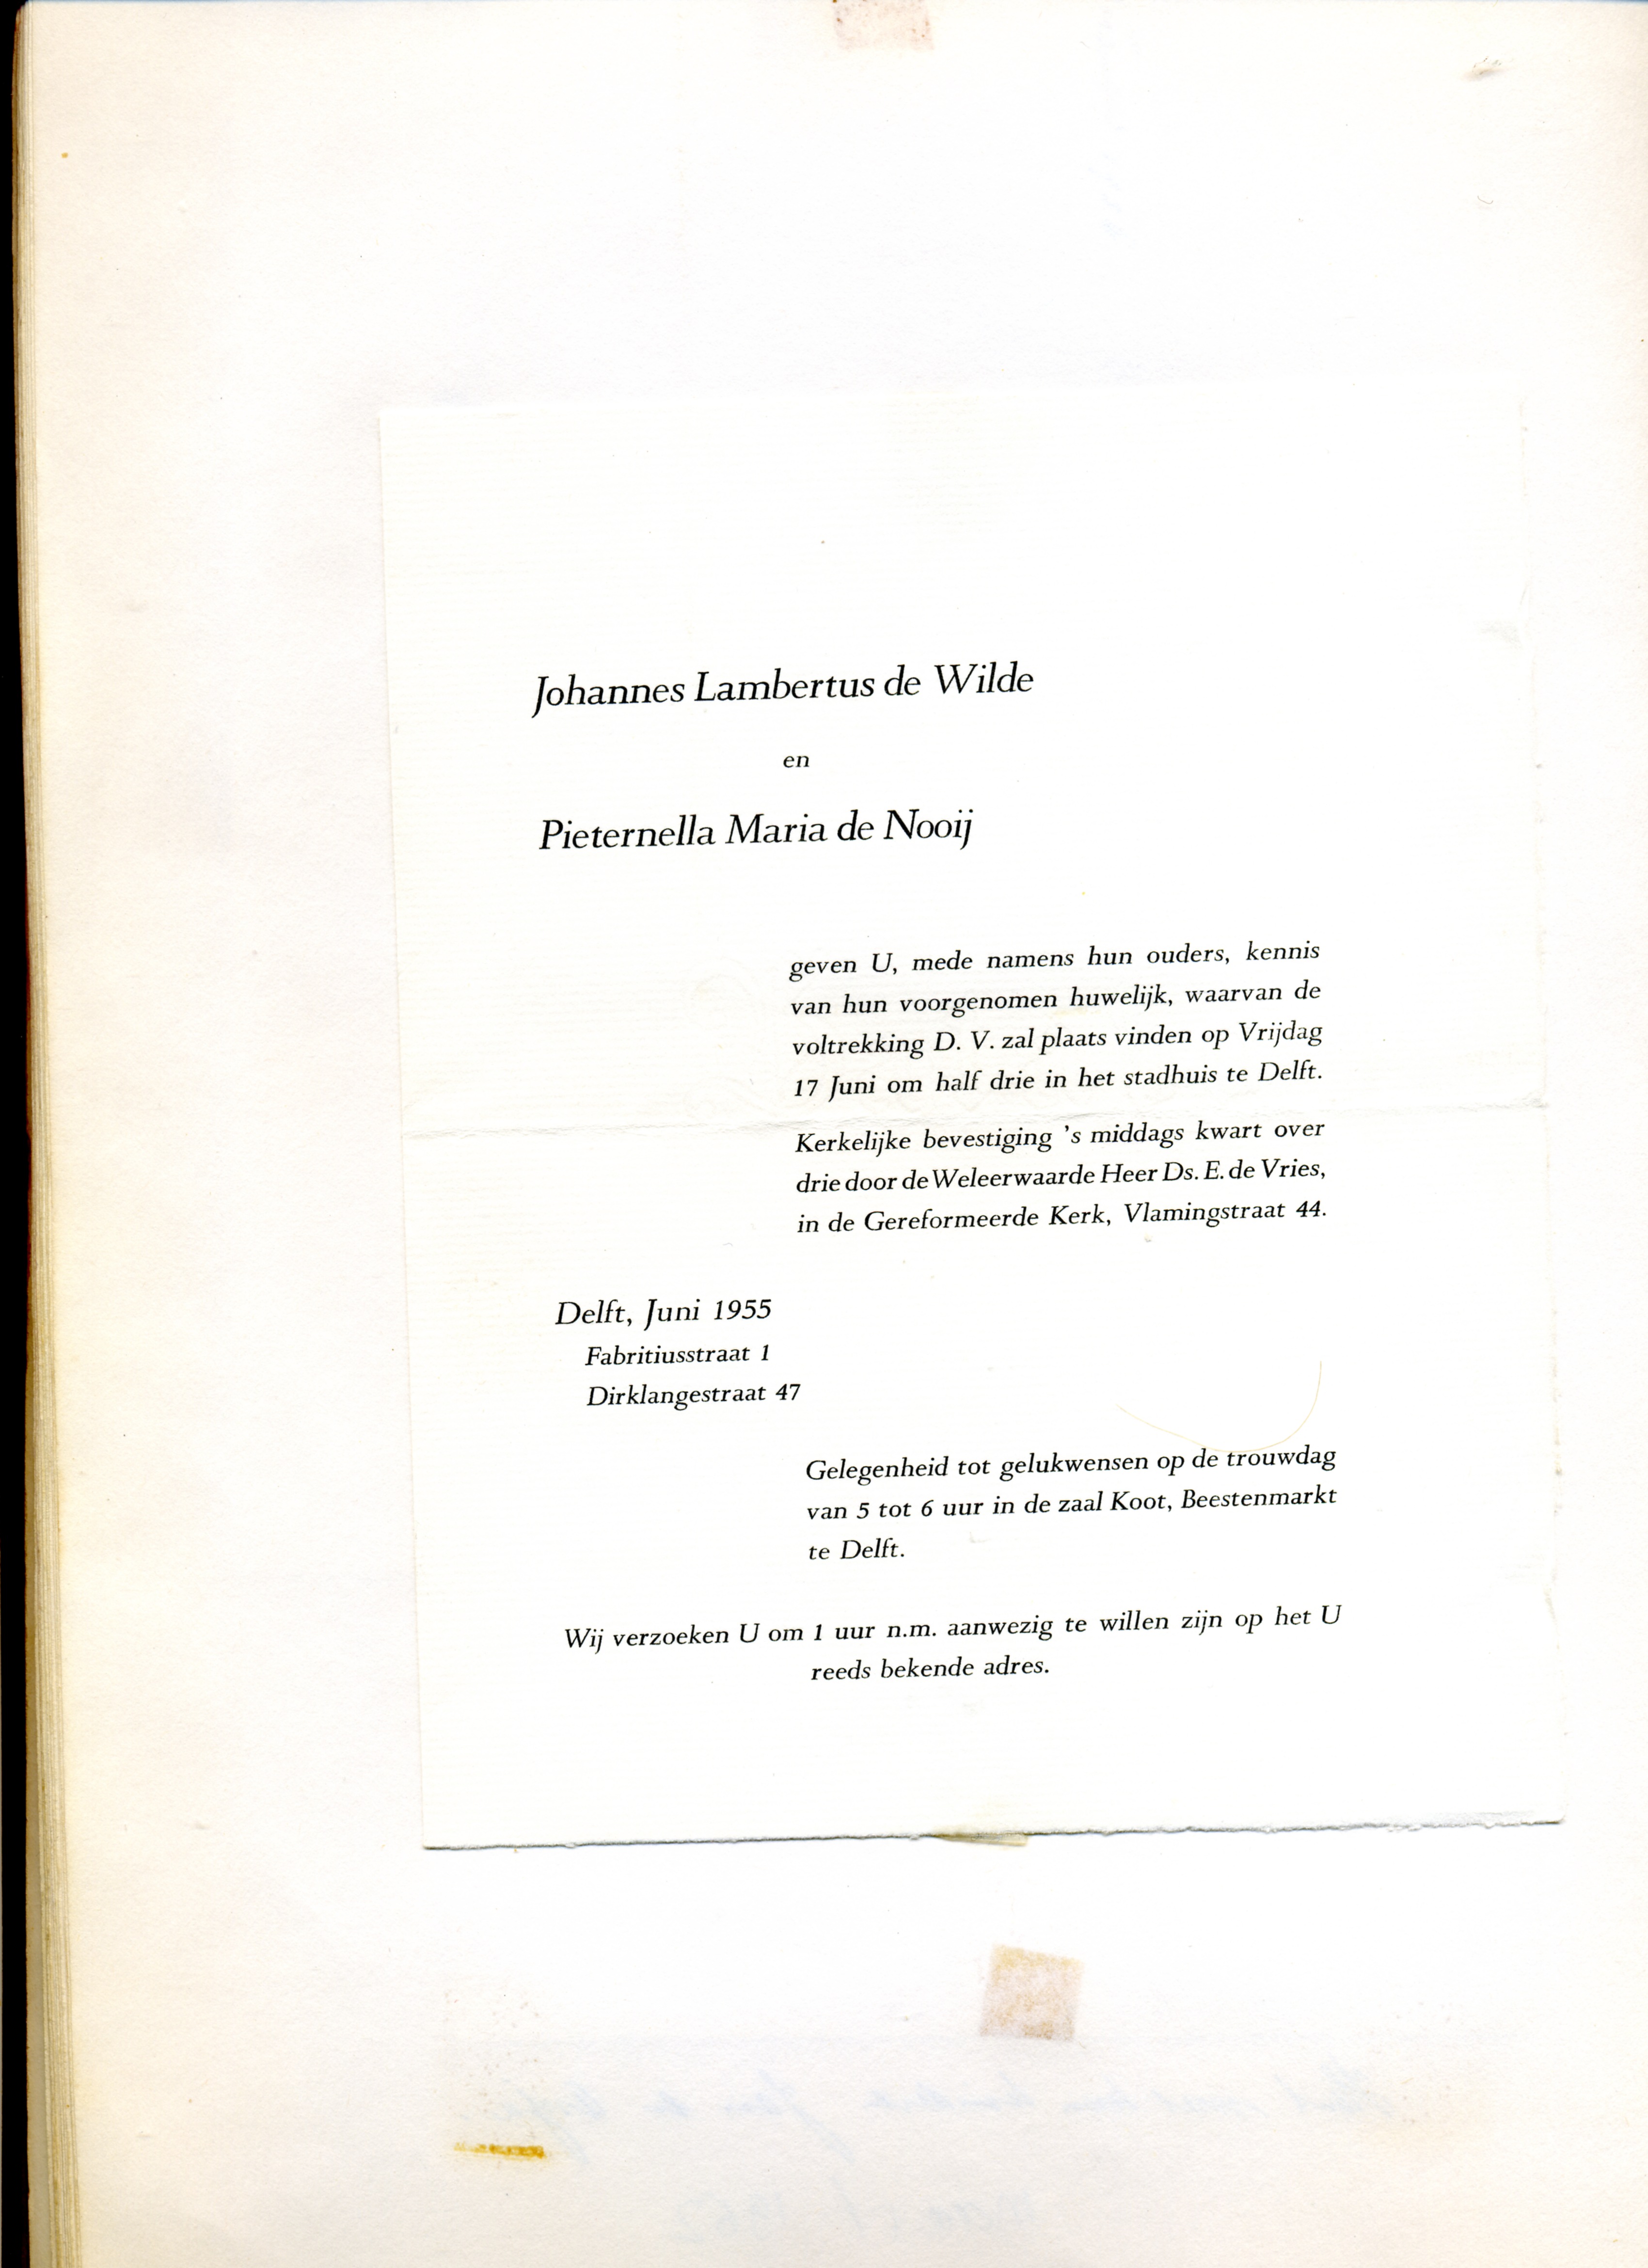 Johannes Lambertus de Wilde
en
Pieternella Maria de Nooij
geven U, mede namens hun ouders, kennis
van hun voorgenomen huwelijk, waarvan de
voltrekking D. V. zal plaats vinden op Vrijdag
17 Juni om half drie in het stadhuis te Delft.
Kerkelijke bevestiging 's middags kwart over
drie door de Weleerwaarde Heer Ds. E. de Vries,
in de Gereformeerde Kerk, Vlamingstraat 44.
Delft, Juni 1955
Fabritiusstraat 1
Dirklangestraat 47
Gelegenheid tot gelukwensen op de trouwdag
van 5 tot 6 uur in de zaal Koot, Beestenmarkt
te Delft.
Wij verzoeken U om 1 uur n.m. aanwezig te willen zijn op het U
reeds bekende adres.